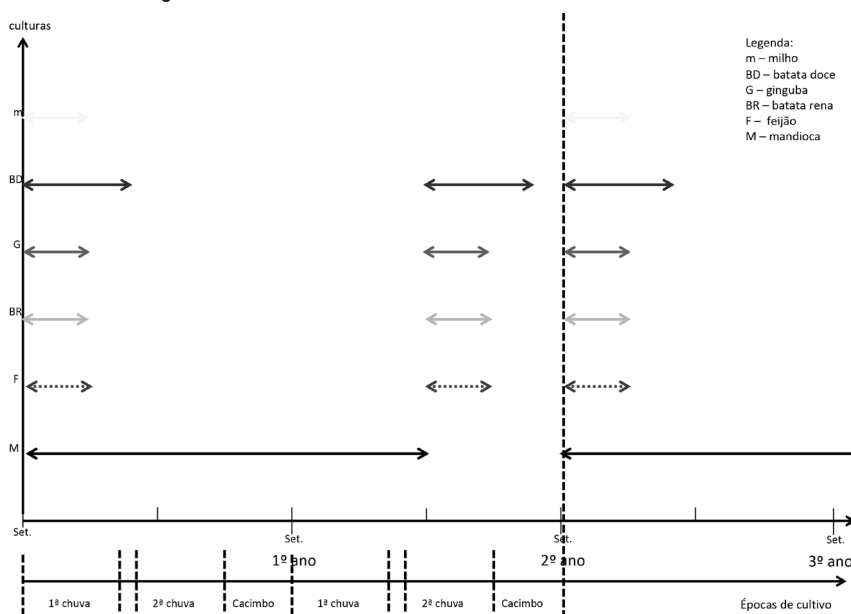 culturas
Legenda:
m – milho
BD – batata doce
G – ginguba
BR – batata rena
F – feijão
M – mandioca
m
BD
G
BR
F
M
Set. Set. Set. Set.
1º ano 2º ano 3º ano
1ª chuva 2ª chuva Cacimbo 1ª chuva 2ª chuva Cacimbo Épocas de cultivo